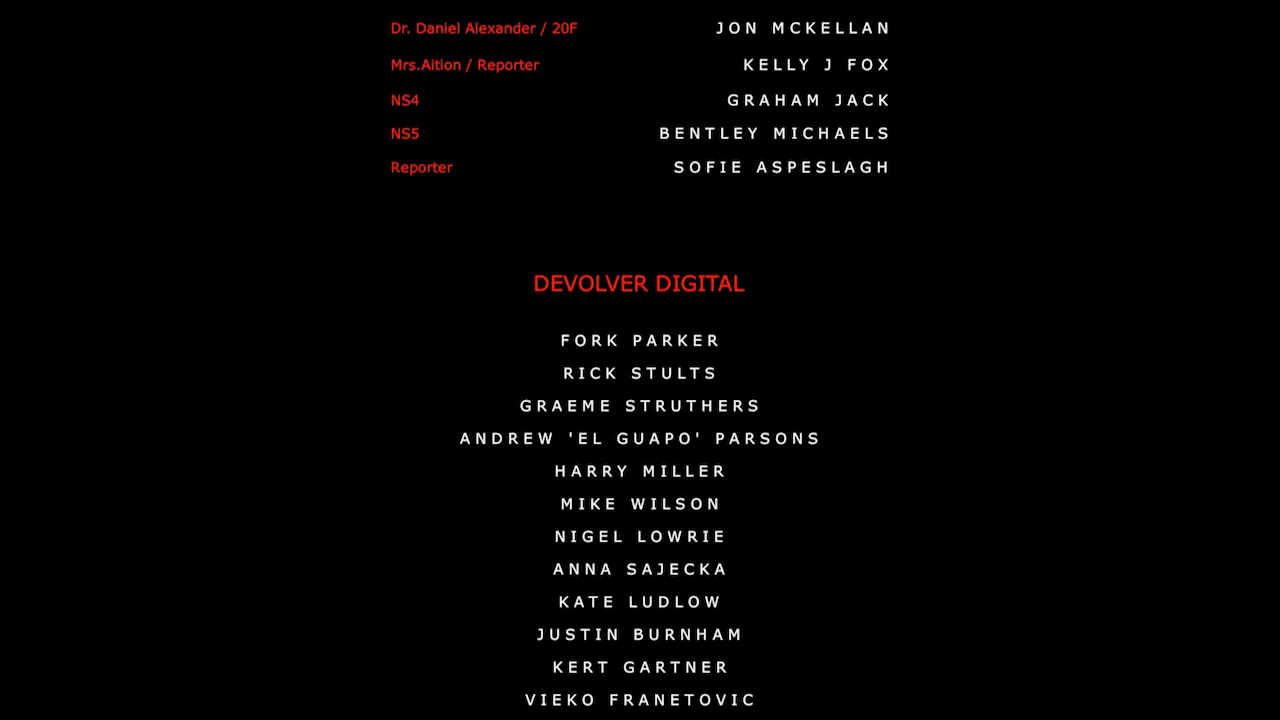 Dr. Daniel Alexander / 20F JON MCKELLAN
Mrs.Aition / Reporter KELLY J FOX
NS4 GRAHAM JACK
NS5 BENTLEY MICHAELS
Reporter SOFIE ASPESLAGH
DEVOLVER DIGITAL
FORK PARKER
RICK STULTS
GRAEME STRUTHERS
ANDREW 'EL GUAPO' PARSONS
HARRY MILLER
MIKE WILSON
NIGEL LOWRIE
ANNA SAJECKA
KATE LUDLOW
JUSTIN BURNHAM
KERT GARTNER
VIEKO FRANETOVIC